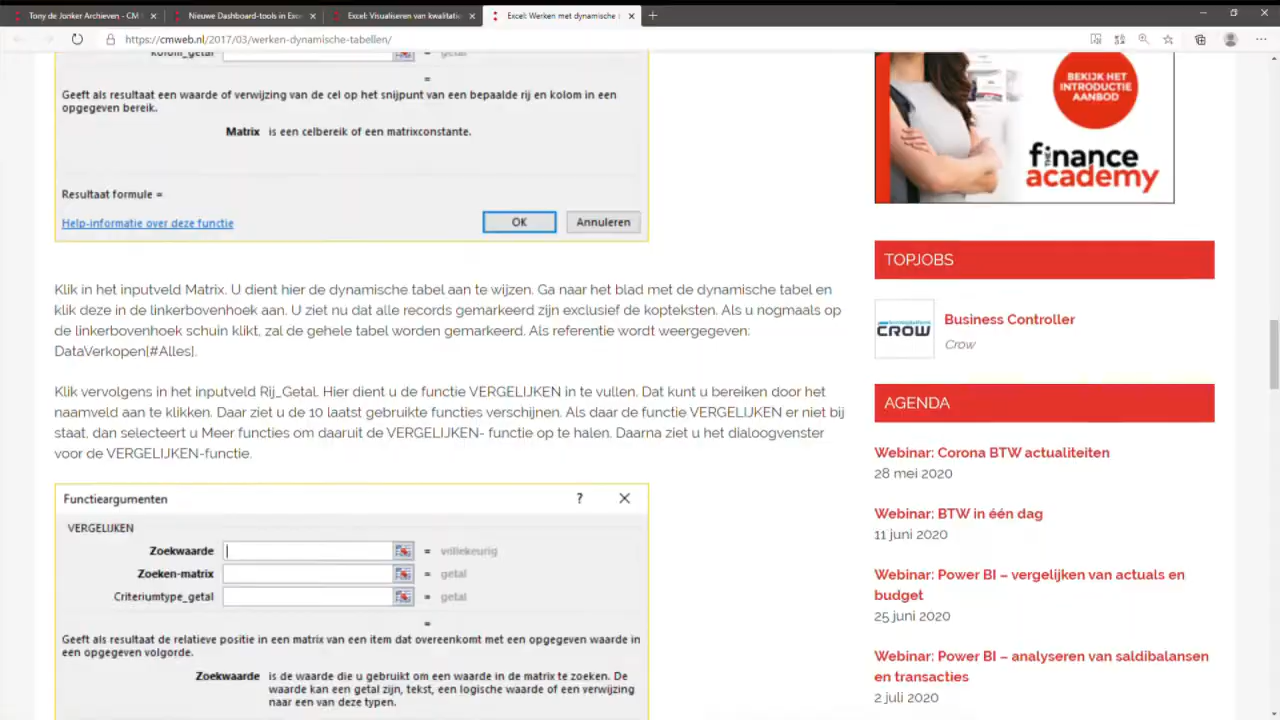 Tony de Jonker Archieven - CM
Nieuwe Dashboard-tools in Exce
Excel: Visualiseren van kwalitatie
Excel: Werken met dynamische
https://cmweb.nl/2017/03/werken-dynamische-tabellen/
Kolom_getal = getal
=
Geeft als resultaat een waarde of verwijzing van de cel op het snijpunt van een bepaalde rij en kolom in een
opgegeven bereik.
Matrix is een celbereik of een matrixconstante.
Resultaat formule =
Help-informatie over deze functie
OK
Annuleren
Klik in het inputveld Matrix. U dient hier de dynamische tabel aan te wijzen. Ga naar het blad met de dynamische tabel en
klik deze in de linkerbovenhoek aan. U ziet nu dat alle records gemarkeerd zijn exclusief de kopteksten. Als u nogmaals op
de linkerbovenhoek schuin klikt, zal de gehele tabel worden gemarkeerd. Als referentie wordt weergegeven:
DataVerkopen[#Alles].
Klik vervolgens in het inputveld Rij_Getal. Hier dient u de functie VERGELIJKEN in te vullen. Dat kunt u bereiken door het
naamveld aan te klikken. Dan ziet u de 10 laatst gebruikte functies verschijnen. Als daar de functie VERGELIJKEN er niet bij
staat, dan selecteert u Meer functies om daaruit de VERGELIJKEN- functie op te halen. Daarna ziet u het dialoogvenster
voor de VERGELIJKEN-functie.
Functieargumenten
?
VERGELIJKEN
Zoekwaarde = willekeurig
Zoeken-matrix = getal
Criteriumtype_getal = getal
=
Geeft als resultaat de relatieve positie in een matrix van een item dat overeenkomt met een opgegeven waarde in
een opgegeven volgorde.
Zoekwaarde is de waarde die u gebruikt om een waarde in de matrix te zoeken. De
waarde kan een getal zijn, tekst, een logische waarde of een verwijzing
naar een van deze typen.
BEKIJK HET
INTRODUCTIE
AANBOD
THE finance
academy
TOPJOBS
CROW
Business Controller
Crow
AGENDA
Webinar: Corona BTW actualiteiten
28 mei 2020
Webinar: BTW in één dag
11 juni 2020
Webinar: Power BI – vergelijken van actuals en
budget
25 juni 2020
Webinar: Power BI – analyseren van saldibalansen
en transacties
2 juli 2020